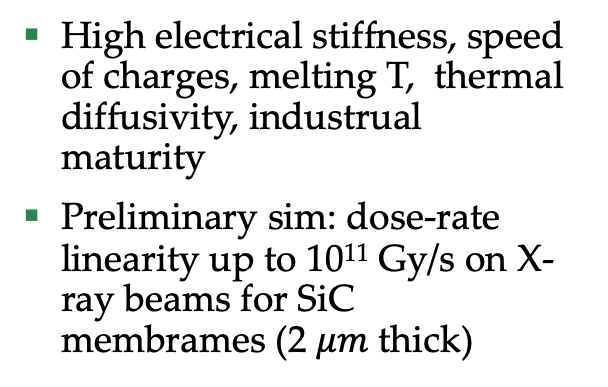 ▪ High electrical stiffness, speed
of charges, melting T, thermal
diffusivity, industrual
maturity
▪ Preliminary sim: dose-rate
linearity up to 10¹¹ Gy/s on X-
ray beams for SiC
membrames (2 μm thick)